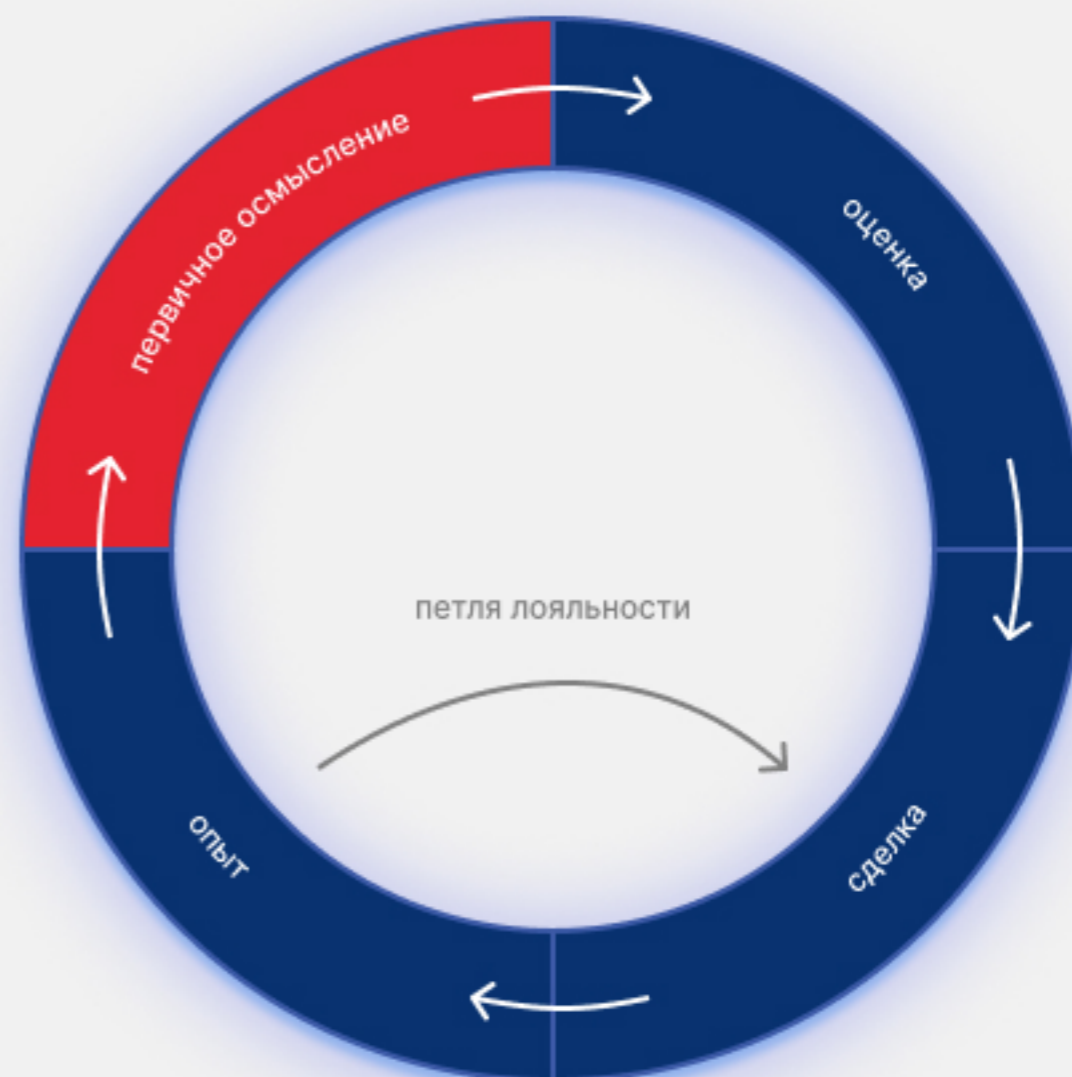 первичное осмысление
оценка
петля лояльности
опыт
сделка